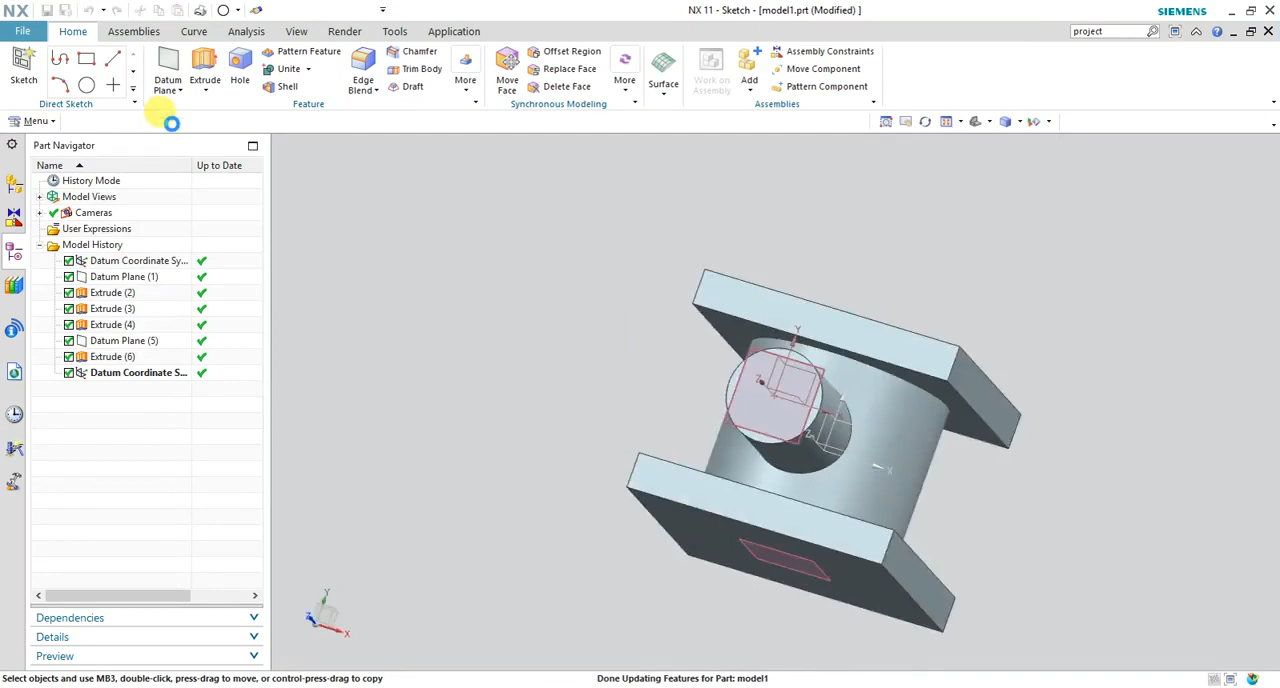 NX
NX 11 - Sketch - [model1.prt (Modified) ]
SIEMENS
File Home Assemblies Curve Analysis View Render Tools Application
project
Sketch
Datum Plane
Extrude
Hole
Pattern Feature
Unite
Shell
Edge Blend
Chamfer
Trim Body
Draft
More
Move Face
Offset Region
Replace Face
Delete Face
More
Surface
Work on Assembly
Add
Assembly Constraints
Move Component
Pattern Component
Direct Sketch Feature Synchronous Modeling Assemblies
Menu
Part Navigator
Name Up to Date
History Mode
Model Views
Cameras
User Expressions
Model History
Datum Coordinate Sy...
Datum Plane (1)
Extrude (2)
Extrude (3)
Extrude (4)
Datum Plane (5)
Extrude (6)
Datum Coordinate S...
Dependencies
Details
Preview
Y
Z
Z
X
Y
Z
X
Select objects and use MB3, double-click, press-drag to move, or control-press-drag to copy
Done Updating Features for Part: model1